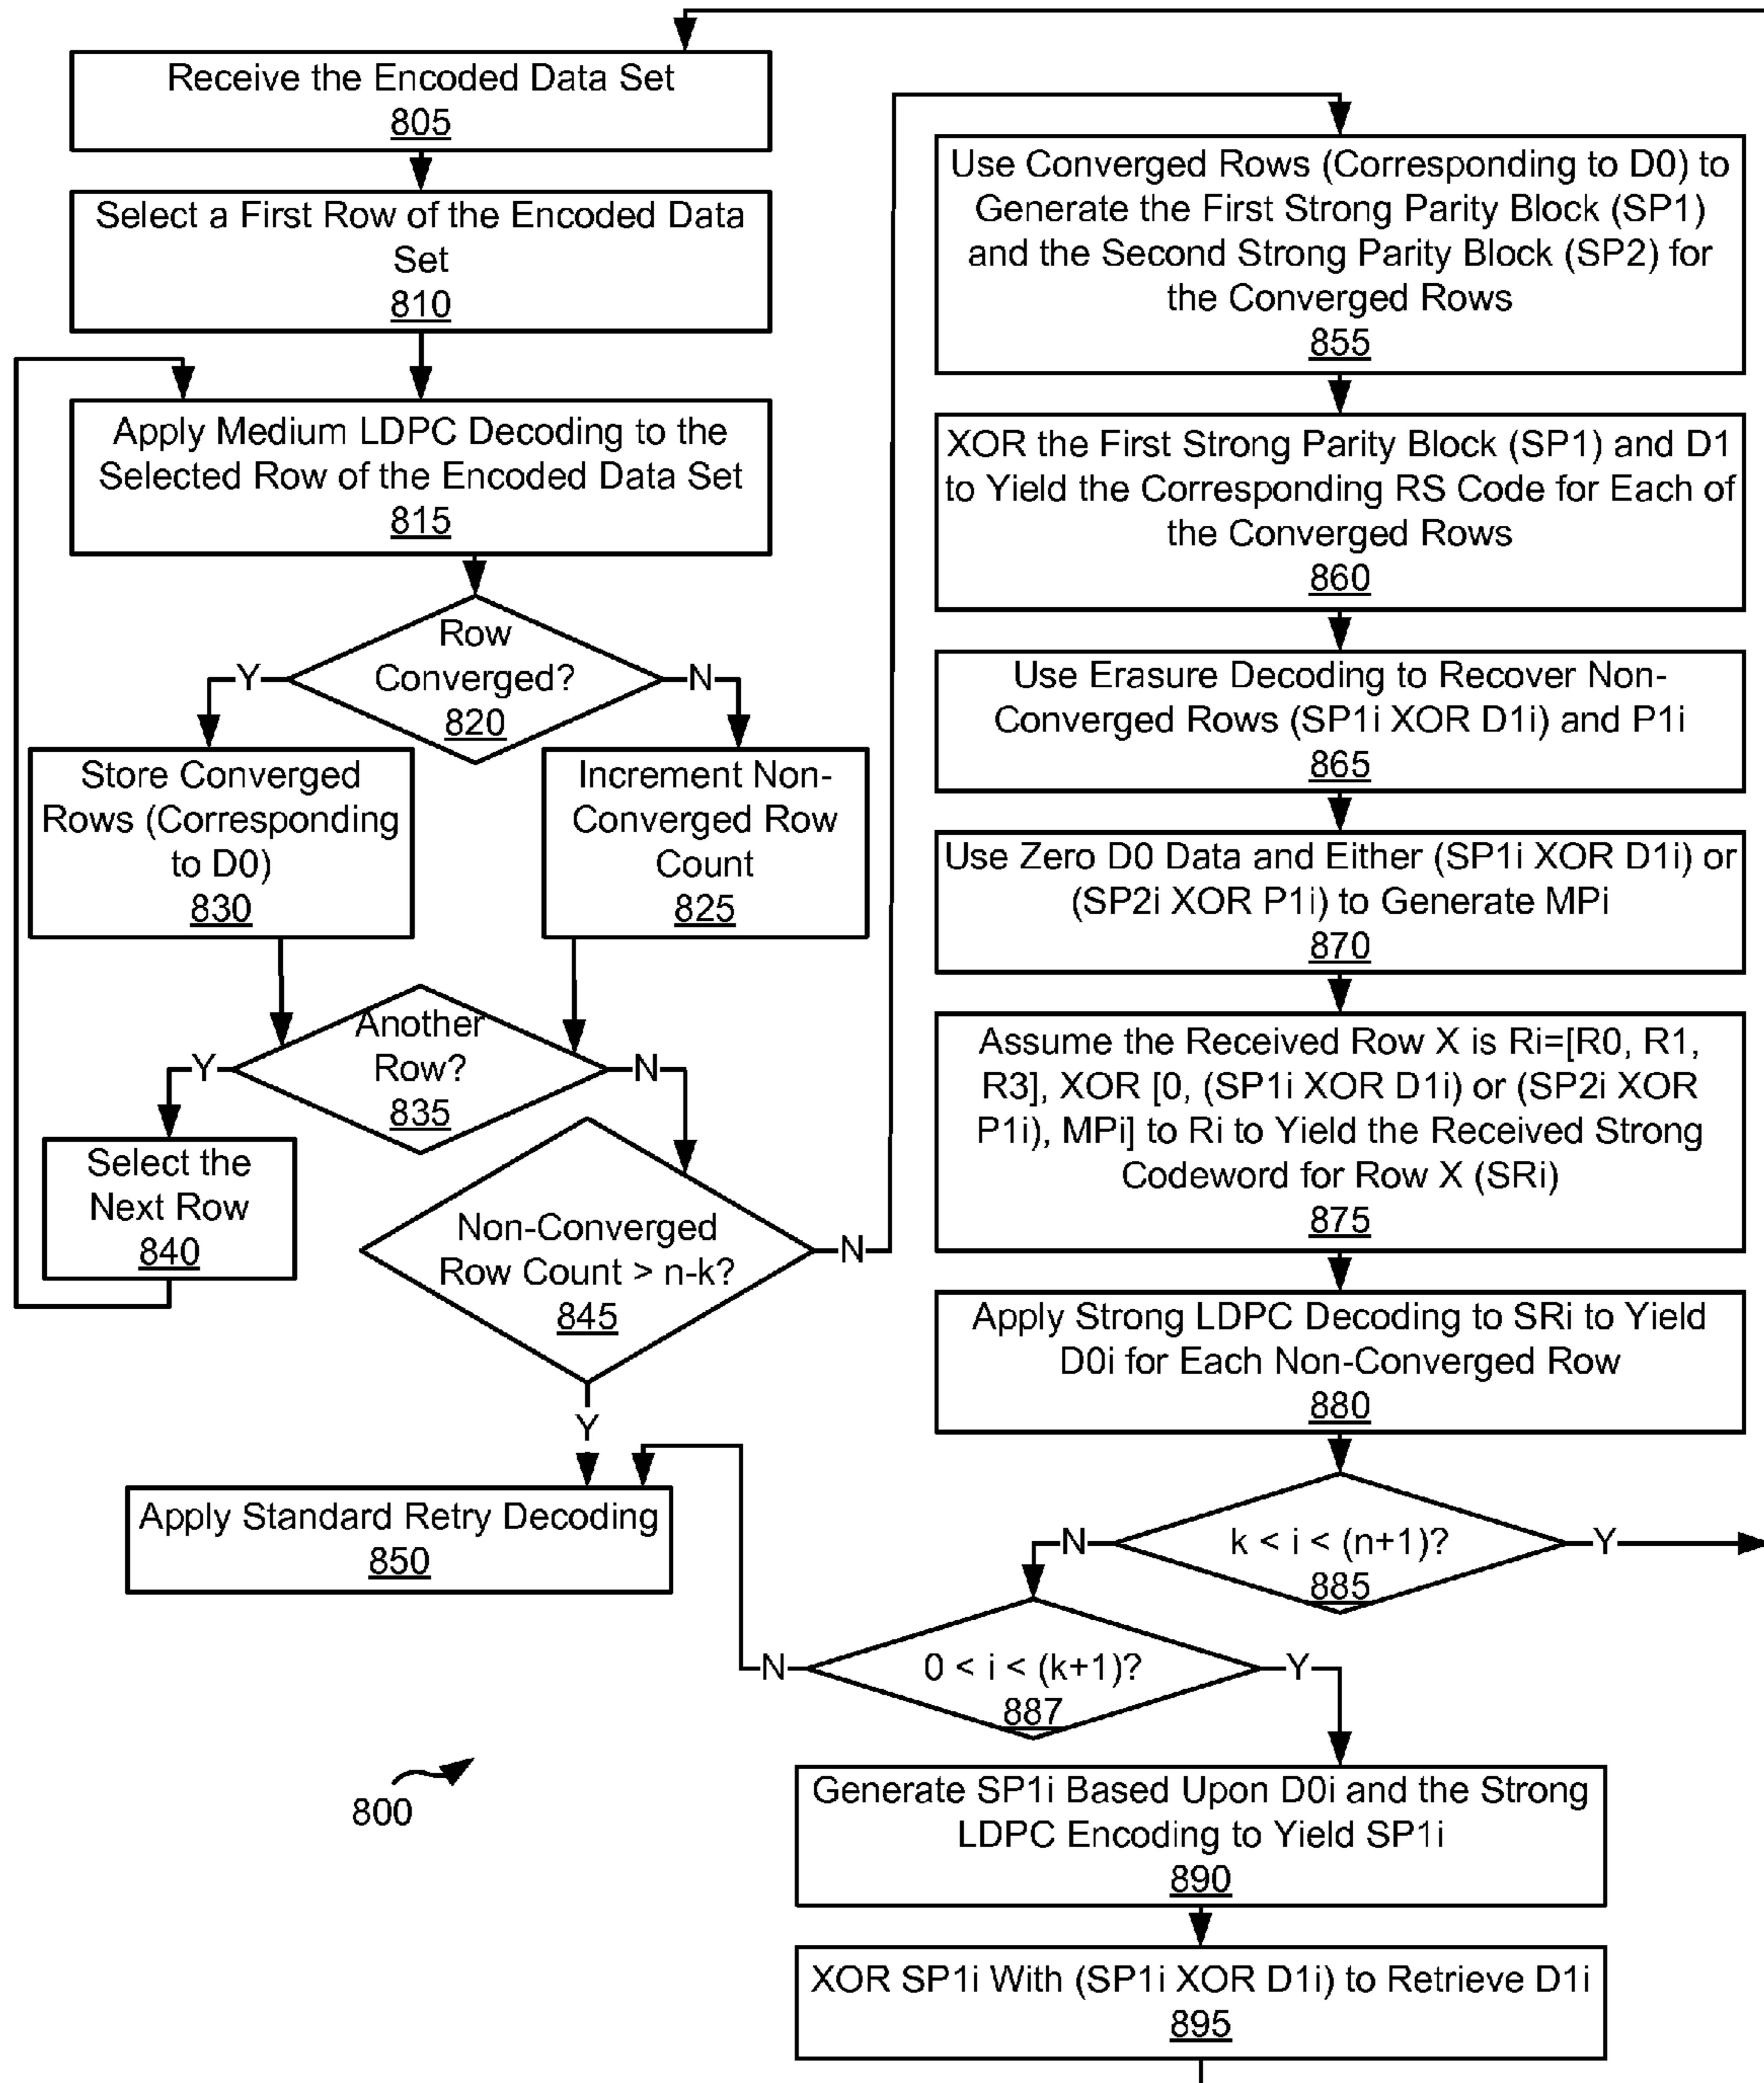 Receive the Encoded Data Set
805
Select a First Row of the Encoded Data
Set
810
Apply Medium LDPC Decoding to the
Selected Row of the Encoded Data Set
815
Row
Converged?
820
Y
N
Store Converged
Rows (Corresponding
to D0)
830
Increment Non-
Converged Row
Count
825
Another
Row?
835
Y
N
Select the
Next Row
840
Non-Converged
Row Count > n-k?
845
N
Y
Apply Standard Retry Decoding
850
Use Converged Rows (Corresponding to D0) to
Generate the First Strong Parity Block (SP1)
and the Second Strong Parity Block (SP2) for
the Converged Rows
855
XOR the First Strong Parity Block (SP1) and D1
to Yield the Corresponding RS Code for Each of
the Converged Rows
860
Use Erasure Decoding to Recover Non-
Converged Rows (SP1i XOR D1i) and P1i
865
Use Zero D0 Data and Either (SP1i XOR D1i) or
(SP2i XOR P1i) to Generate MPi
870
Assume the Received Row X is Ri=[R0, R1,
R3], XOR [0, (SP1i XOR D1i) or (SP2i XOR
P1i), MPi] to Ri to Yield the Received Strong
Codeword for Row X (SRi)
875
Apply Strong LDPC Decoding to SRi to Yield
D0i for Each Non-Converged Row
880
k < i < (n+1)?
885
N
Y
0 < i < (k+1)?
887
N
Y
Generate SP1i Based Upon D0i and the Strong
LDPC Encoding to Yield SP1i
890
XOR SP1i With (SP1i XOR D1i) to Retrieve D1i
895
800